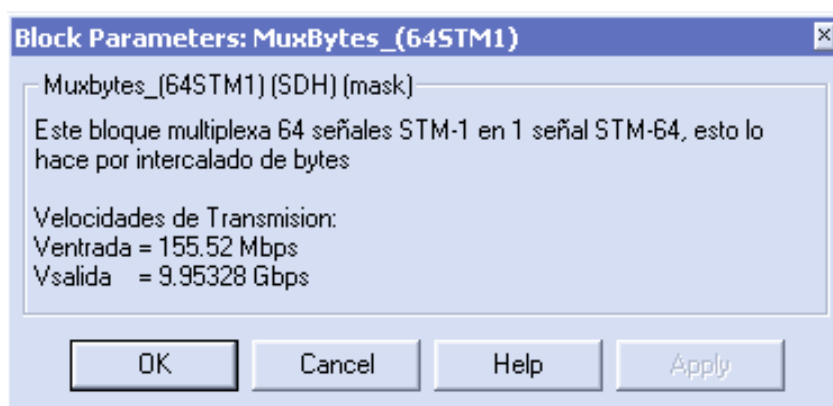 Block Parameters: MuxBytes_(64STM1)
Muxbytes_(64STM1) (SDH) (mask)
Este bloque multiplexa 64 señales STM-1 en 1 señal STM-64, esto lo
hace por intercalado de bytes
Velocidades de Transmision:
Ventrada = 155.52 Mbps
Vsalida = 9.95328 Gbps
OK Cancel Help Apply